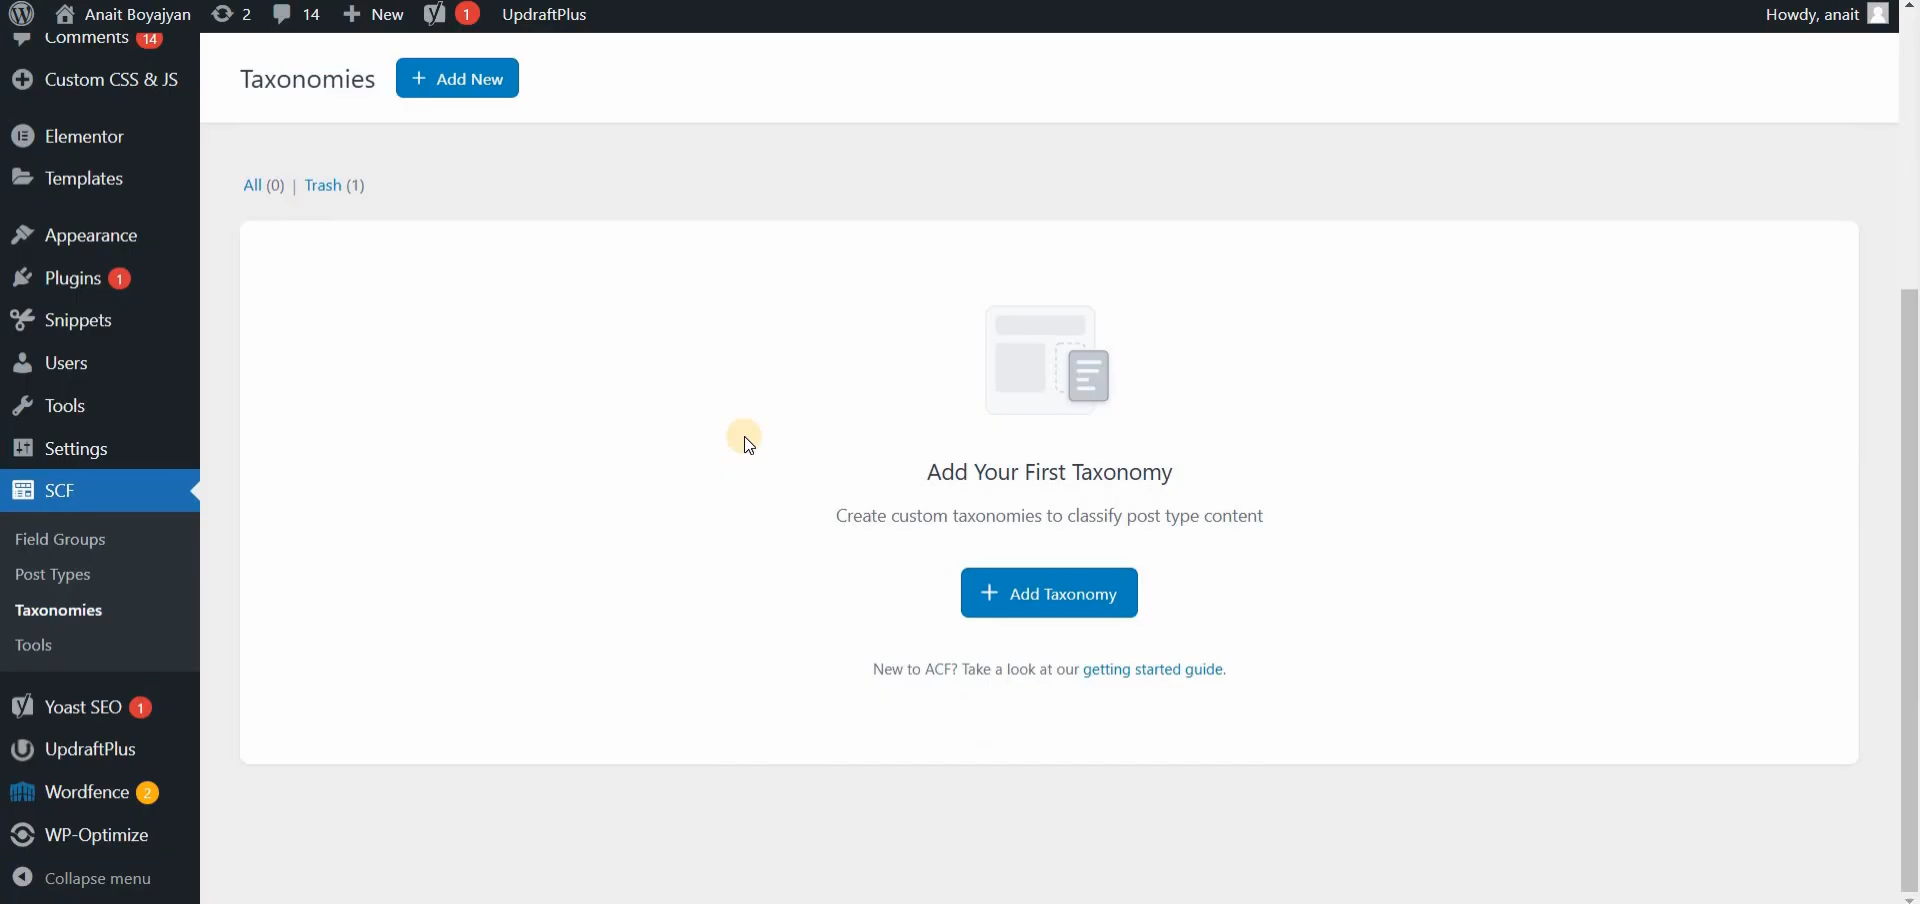 Anait Boyajyan 2 14 New 1 UpdraftPlus Howdy, anait
Comments 14
Custom CSS & JS
Elementor
Templates
Appearance
Plugins 1
Snippets
Users
Tools
Settings
SCF
Field Groups
Post Types
Taxonomies
Tools
Yoast SEO 1
UpdraftPlus
Wordfence 2
WP-Optimize
Collapse menu
Taxonomies + Add New
All (0) | Trash (1)
Add Your First Taxonomy
Create custom taxonomies to classify post type content
+ Add Taxonomy
New to ACF? Take a look at our getting started guide.